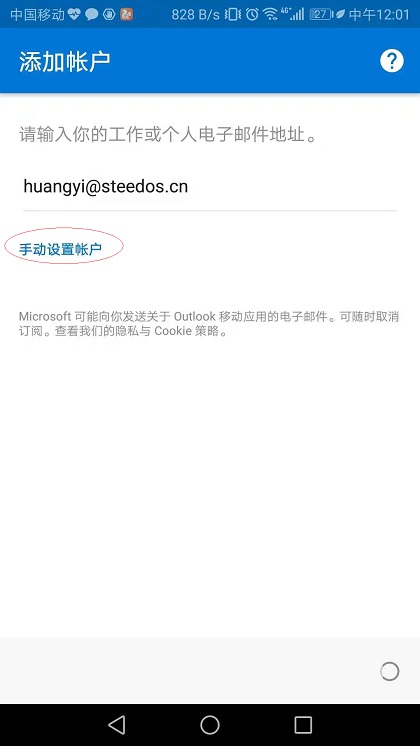 中国移动 828 B/s 4G+ 27 中午12:01
添加帐户 ?
请输入你的工作或个人电子邮件地址。
huangyi@steedos.cn
手动设置帐户
Microsoft 可能向你发送关于 Outlook 移动应用的电子邮件。可随时取消
订阅。查看我们的隐私与 Cookie 策略。